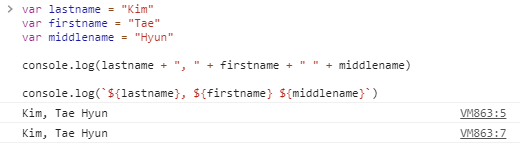 > var lastname = "Kim"
var firstname = "Tae"
var middlename = "Hyun"
console.log(lastname + ", " + firstname + " " + middlename)
console.log(`${lastname}, ${firstname} ${middlename}`)
Kim, Tae Hyun VM863:5
Kim, Tae Hyun VM863:7